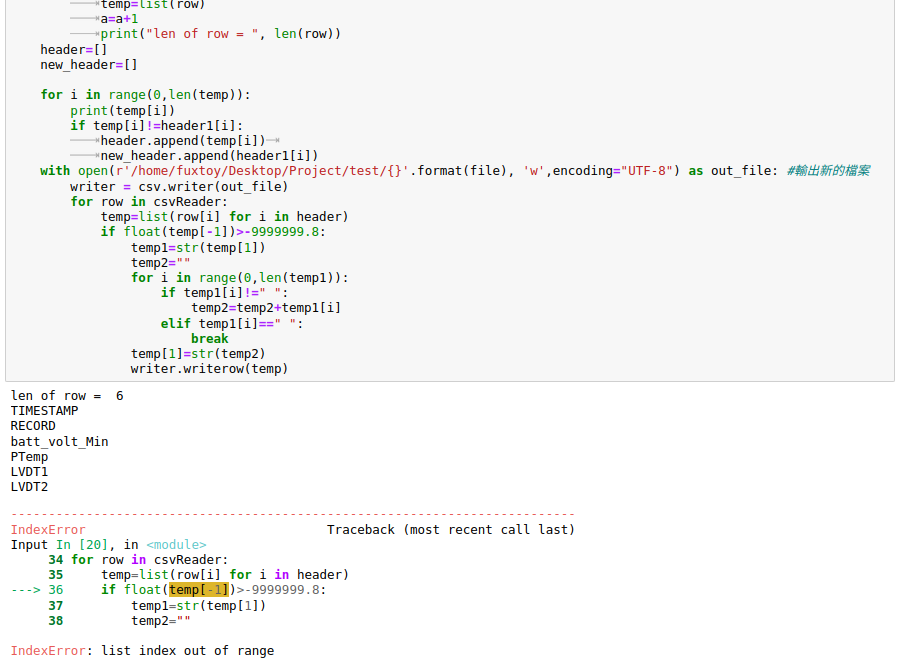 temp=list(row)
a=a+1
print("len of row = ", len(row))
header=[]
new_header=[]
for i in range(0,len(temp)):
print(temp[i])
if temp[i]!=header1[i]:
header.append(temp[i])
new_header.append(header1[i])
with open(r'/home/fuxtoy/Desktop/Project/test/{}'.format(file), 'w',encoding="UTF-8") as out_file: #輸出新的檔案
writer = csv.writer(out_file)
for row in csvReader:
temp=list(row[i] for i in header)
if float(temp[-1])>-9999999.8:
temp1=str(temp[1])
temp2=""
for i in range(0,len(temp1)):
if temp1[i]!=" ":
temp2=temp2+temp1[i]
elif temp1[i]==" ":
break
temp[1]=str(temp2)
writer.writerow(temp)
len of row =  6
TIMESTAMP
RECORD
batt_volt_Min
PTemp
LVDT1
LVDT2
---------------------------------------------------------------------------
IndexError                                Traceback (most recent call last)
Input In [20], in <module>
34 for row in csvReader:
35     temp=list(row[i] for i in header)
---> 36     if float(temp[-1])>-9999999.8:
37         temp1=str(temp[1])
38         temp2=""
IndexError: list index out of range